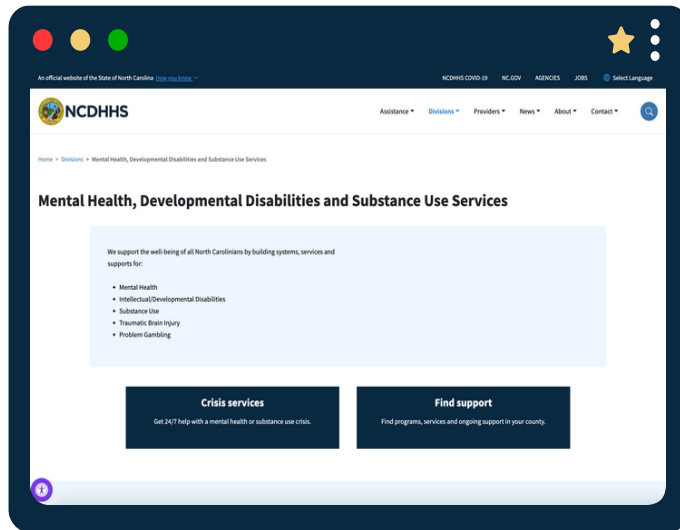 An official website of the State of North Carolina How you know
NCDHHS COVID-19 NC.GOV AGENCIES JOBS Select Language
NCDHHS
Assistance Divisions Providers News About Contact
Home > Divisions > Mental Health, Developmental Disabilities and Substance Use Services
Mental Health, Developmental Disabilities and Substance Use Services
We support the well-being of all North Carolinians by building systems, services and
supports for:
• Mental Health
• Intellectual/Developmental Disabilities
• Substance Use
• Traumatic Brain Injury
• Problem Gambling
Crisis services
Get 24/7 help with a mental health or substance use crisis.
Find support
Find programs, services and ongoing support in your county.